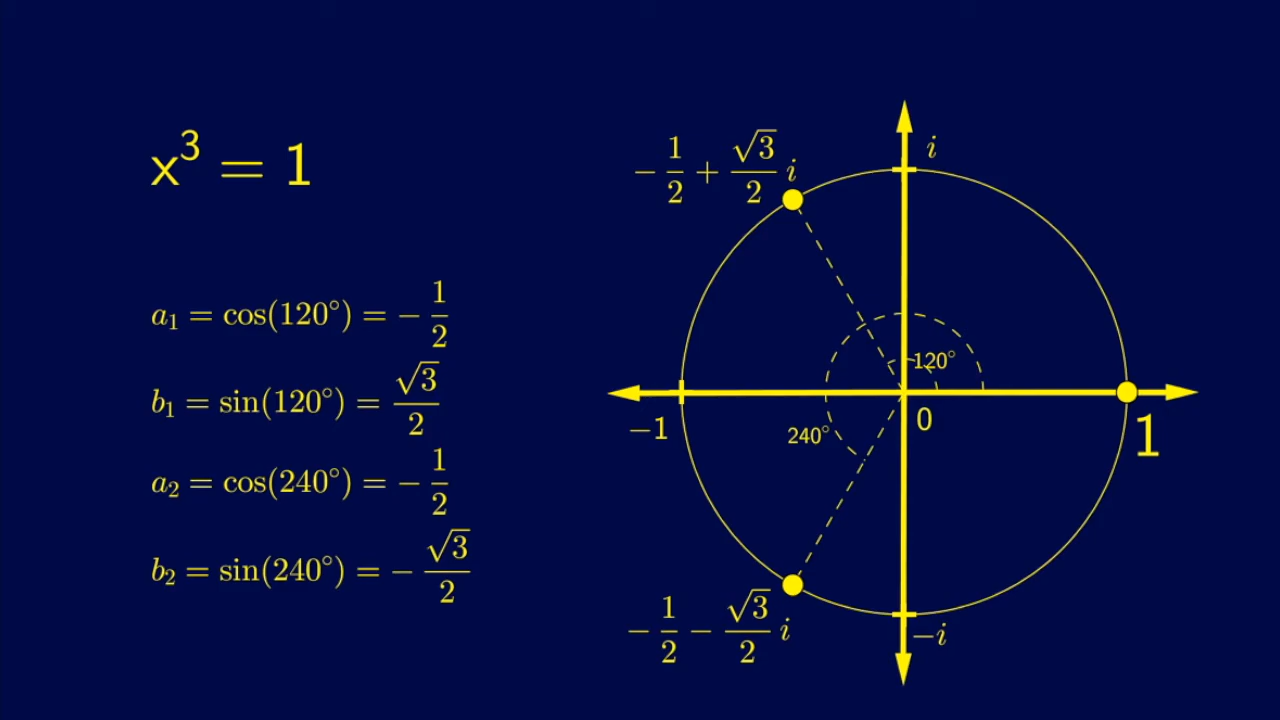 x³ = 1
a₁ = cos(120°) = −1/2
b₁ = sin(120°) = √3/2
a₂ = cos(240°) = −1/2
b₂ = sin(240°) = −√3/2
i
−1/2 + √3/2 i
120°
−1
240°
0
1
−1/2 − √3/2 i
−i